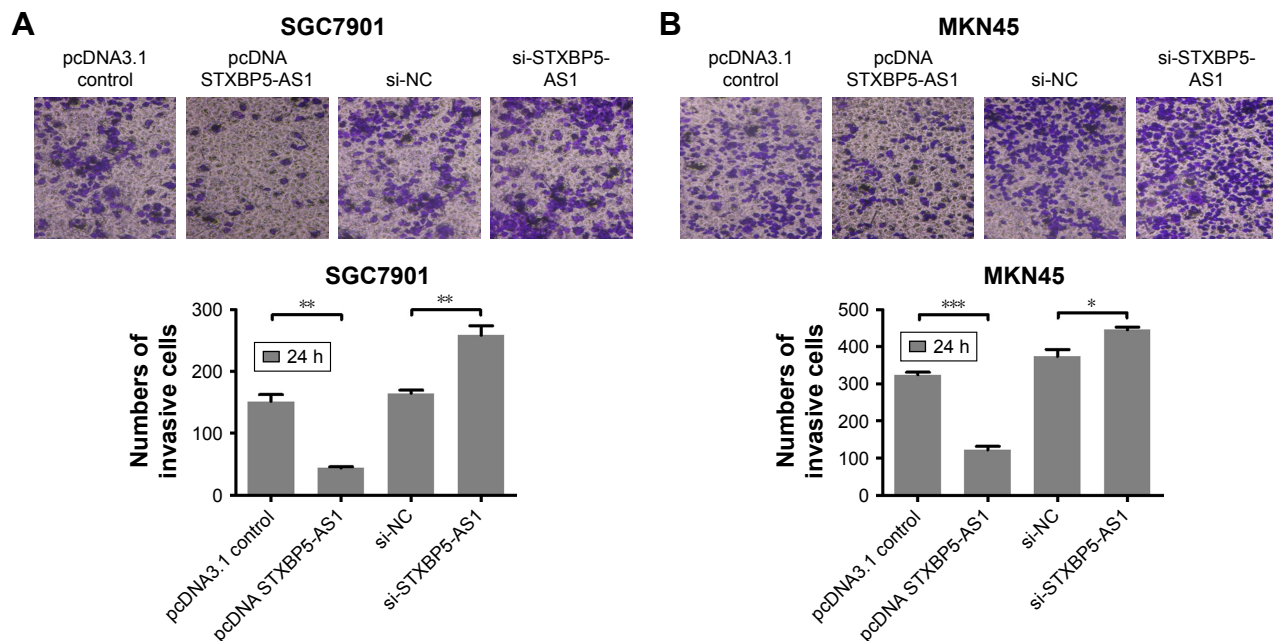 A
SGC7901
pcDNA3.1
control
pcDNA
STXBP5-AS1
si-NC
si-STXBP5-
AS1
SGC7901
**
**
300
200
100
0
24 h
Numbers of
invasive cells
pcDNA3.1 control
pcDNA STXBP5-AS1
si-NC
si-STXBP5-AS1
B
MKN45
pcDNA3.1
control
pcDNA
STXBP5-AS1
si-NC
si-STXBP5-
AS1
MKN45
***
*
500
400
300
200
100
0
24 h
Numbers of
invasive cells
pcDNA3.1 control
pcDNA STXBP5-AS1
si-NC
si-STXBP5-AS1